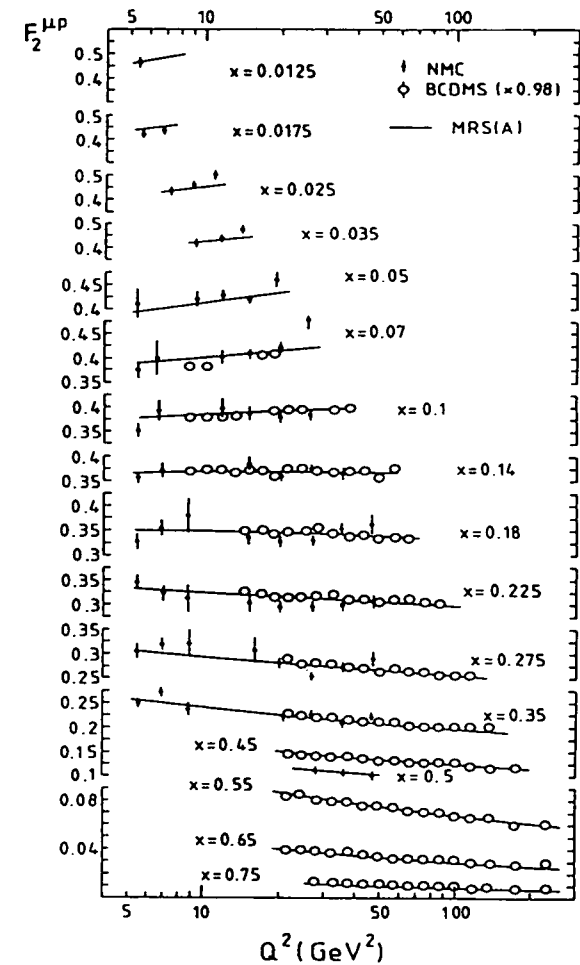 F₂^μp
5 10 50 100
0.5
0.4
x=0.0125
NMC
BCDMS (×0.98)
0.5
0.4
x=0.0175
MRS(A)
0.5
0.4
x=0.025
0.5
0.4
x=0.035
0.45
0.4
x=0.05
0.45
0.4
0.35
x=0.07
0.4
0.35
x=0.1
0.4
0.35
x=0.14
0.4
0.35
0.3
x=0.18
0.35
0.3
x=0.225
0.35
0.3
0.25
x=0.275
0.25
0.2
x=0.35
0.15
x=0.45
0.1
x=0.5
x=0.55
0.08
x=0.65
0.04
x=0.75
5 10 50 100
Q² (GeV²)